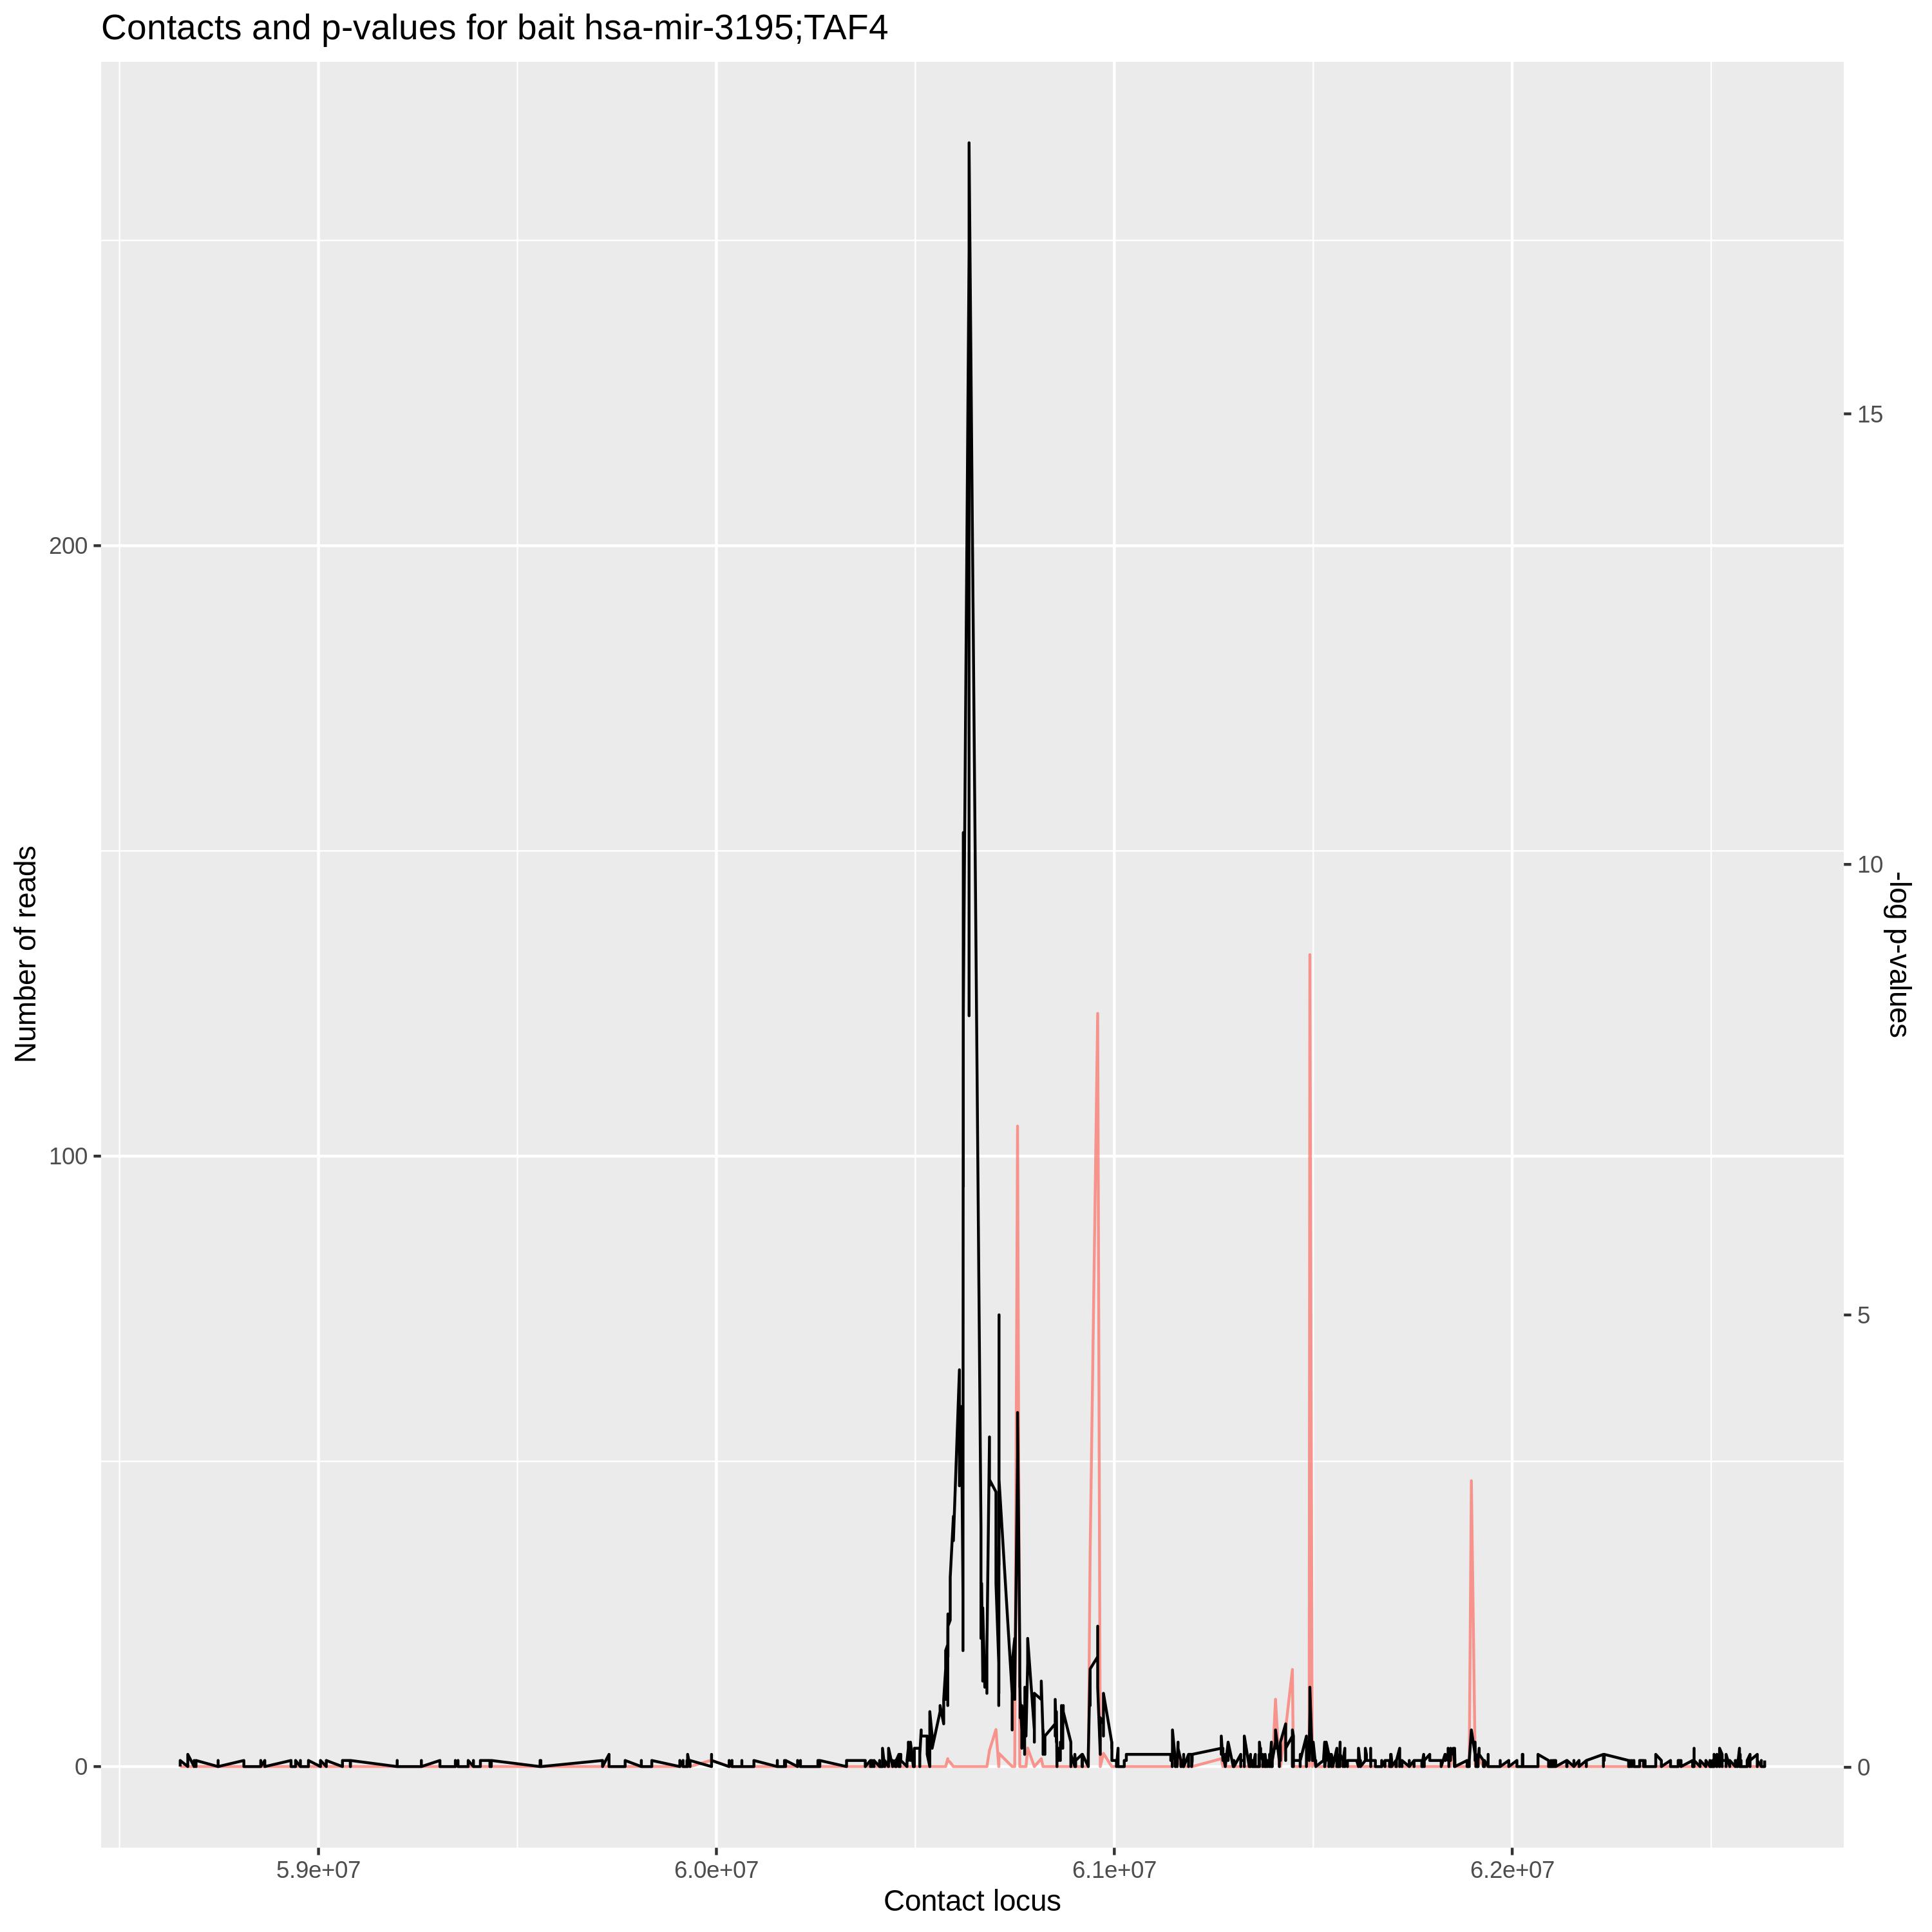 Contacts and p-values for bait hsa-mir-3195;TAF4
200
100
0
Number of reads
15
10
5
0
-log p-values
5.9e+07
6.0e+07
6.1e+07
6.2e+07
Contact locus